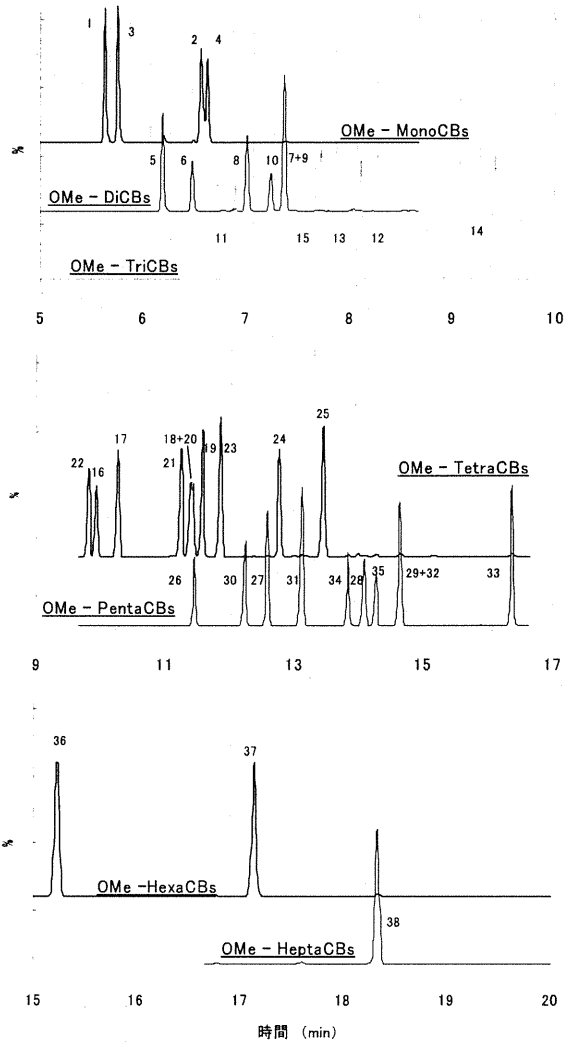 1 3 2 4
OMe - MonoCBs
%
5 6 8 10 7+9
OMe - DiCBs
11 15 13 12 14
OMe - TriCBs
5 6 7 8 9 10
25
18+20
17 24
22 16 21 19 23
OMe - TetraCBs
%
26 30 27 31 34 28 35 29+32 33
OMe - PentaCBs
9 11 13 15 17
36 37
%
OMe -HexaCBs
38
OMe - HeptaCBs
15 17 18 19 20
時間 (min)